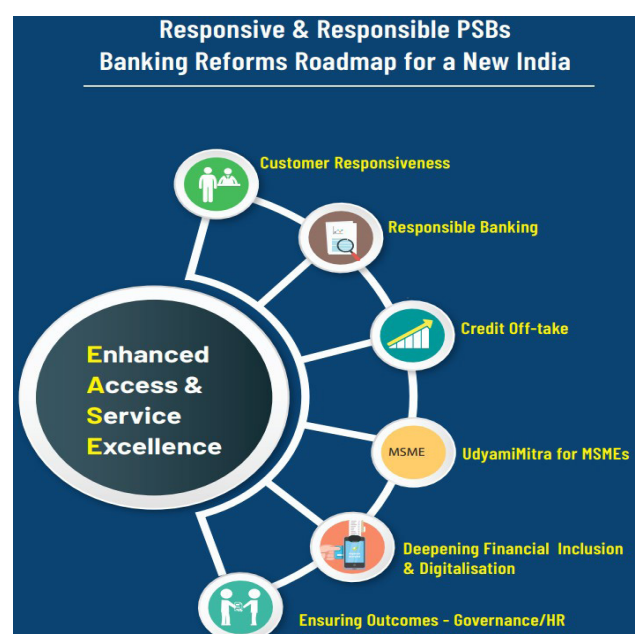 Responsive & Responsible PSBs
Banking Reforms Roadmap for a New India
Customer Responsiveness
Responsible Banking
Credit Off-take
Enhanced
Access &
Service
Excellence
MSME
UdyamiMitra for MSMEs
Deepening Financial Inclusion
& Digitalisation
Ensuring Outcomes - Governance/HR